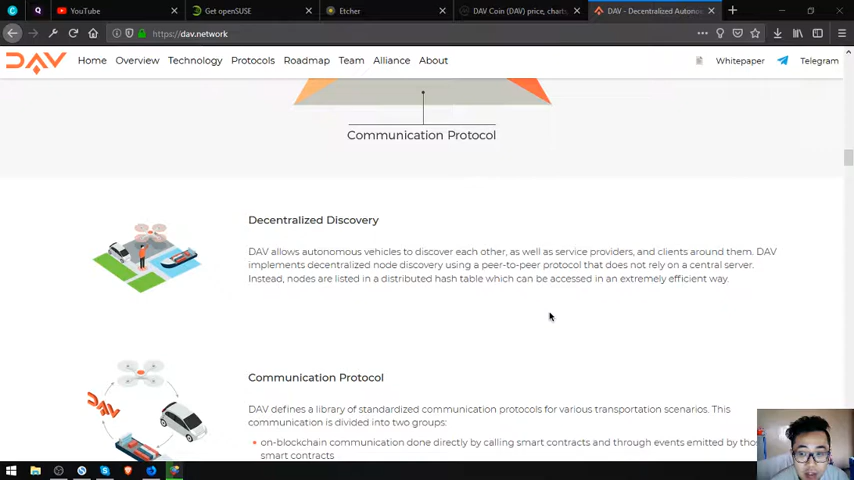 YouTube
Get openSUSE
Etcher
DAV Coin (DAV) price, charts,
DAV - Decentralized Autono
https://dav.network
DAV
Home
Overview
Technology
Protocols
Roadmap
Team
Alliance
About
Whitepaper
Telegram
Communication Protocol
Decentralized Discovery
DAV allows autonomous vehicles to discover each other, as well as service providers, and clients around them. DAV
implements decentralized node discovery using a peer-to-peer protocol that does not rely on a central server.
Instead, nodes are listed in a distributed hash table which can be accessed in an extremely efficient way.
DAV
Communication Protocol
DAV defines a library of standardized communication protocols for various transportation scenarios. This
communication is divided into two groups:
on-blockchain communication done directly by calling smart contracts and through events emitted by tho
smart contracts